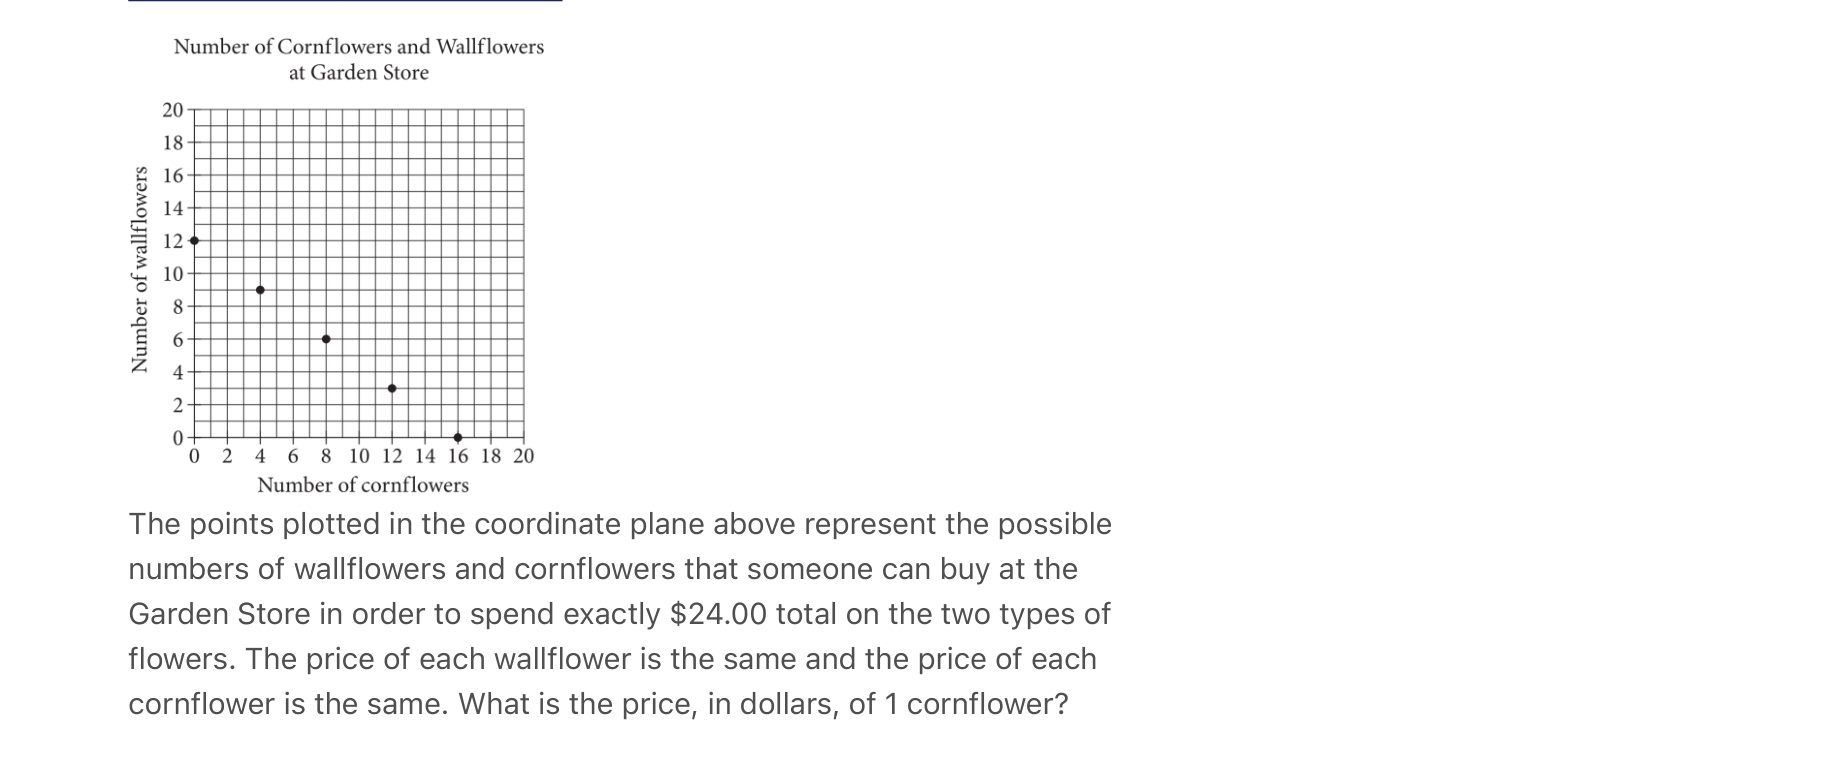 Number of Cornflowers and Wallflowers
at Garden Store
Number of wallflowers
20
18
16
14
12
10
8
6
4
2
0
0 2 4 6 8 10 12 14 16 18 20
Number of cornflowers
The points plotted in the coordinate plane above represent the possible
numbers of wallflowers and cornflowers that someone can buy at the
Garden Store in order to spend exactly $24.00 total on the two types of
flowers. The price of each wallflower is the same and the price of each
cornflower is the same. What is the price, in dollars, of 1 cornflower?